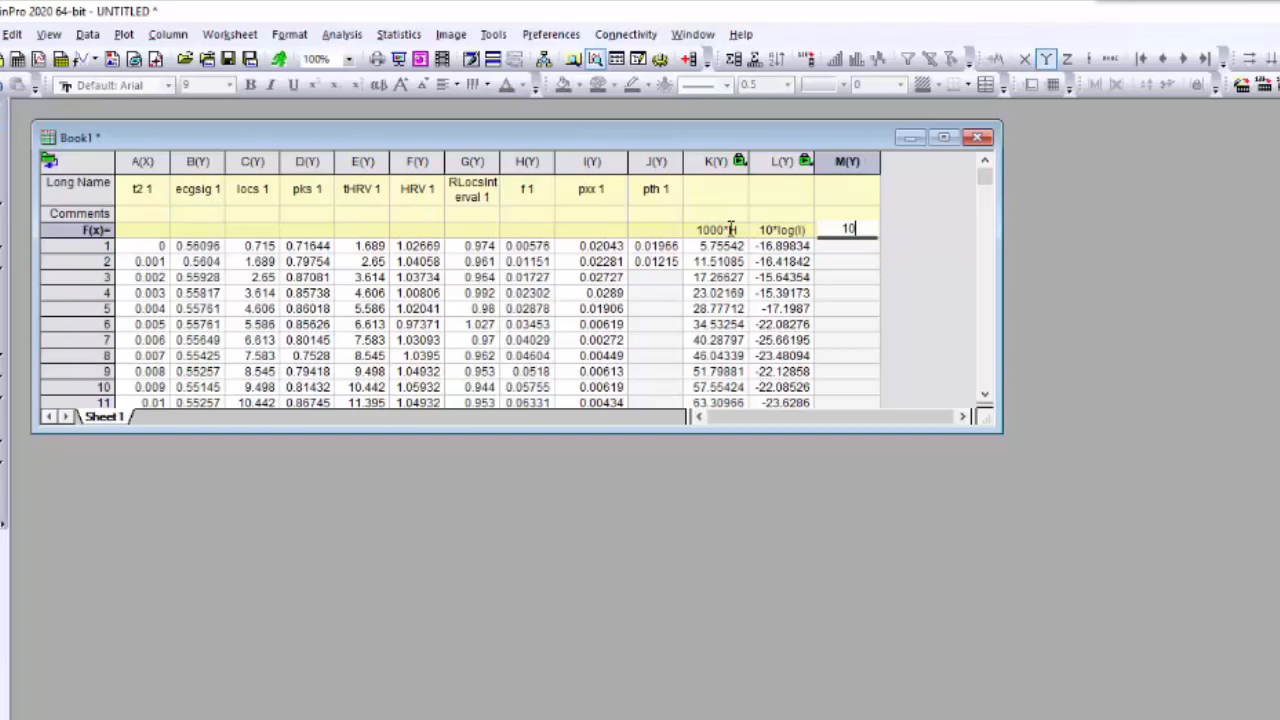 nPro 2020 64-bit - UNTITLED *
Edit View Data Plot Column Worksheet Format Analysis Statistics Image Tools Preferences Connectivity Window Help
100%
Default: Arial 9 B I U αβ A A A 0.5 0
Book1 *
A(X) B(Y) C(Y) D(Y) E(Y) F(Y) G(Y) H(Y) I(Y) J(Y) K(Y) L(Y) M(Y)
Long Name t2 1 ecgsig 1 locs 1 pks 1 tHRV 1 HRV 1 RLocsInterval 1 f 1 pxx 1 pth 1
Comments
F(x)= 1000*H 10*log(I) 10
1 0 0.56096 0.715 0.71644 1.689 1.02669 0.974 0.00576 0.02043 0.01966 5.75542 -16.89834
2 0.001 0.5604 1.689 0.79754 2.65 1.04058 0.961 0.01151 0.02281 0.01215 11.51085 -16.41842
3 0.002 0.55928 2.65 0.87081 3.614 1.03734 0.964 0.01727 0.02727 17.26627 -15.64354
4 0.003 0.55817 3.614 0.85738 4.606 1.00806 0.992 0.02302 0.0289 23.02169 -15.39173
5 0.004 0.55761 4.606 0.86018 5.586 1.02041 0.98 0.02878 0.01906 28.77712 -17.1987
6 0.005 0.55761 5.586 0.85626 6.613 0.97371 1.027 0.03453 0.00619 34.53254 -22.08276
7 0.006 0.55649 6.613 0.80145 7.583 1.03093 0.97 0.04029 0.00272 40.28797 -25.66195
8 0.007 0.55425 7.583 0.7528 8.545 1.0395 0.962 0.04604 0.00449 46.04339 -23.48094
9 0.008 0.55257 8.545 0.79418 9.498 1.04932 0.953 0.0518 0.00613 51.79881 -22.12858
10 0.009 0.55145 9.498 0.81432 10.442 1.05932 0.944 0.05755 0.00619 57.55424 -22.08526
11 0.01 0.55257 10.442 0.86745 11.395 1.04932 0.953 0.06331 0.00434 63.30966 -23.6286
Sheet1